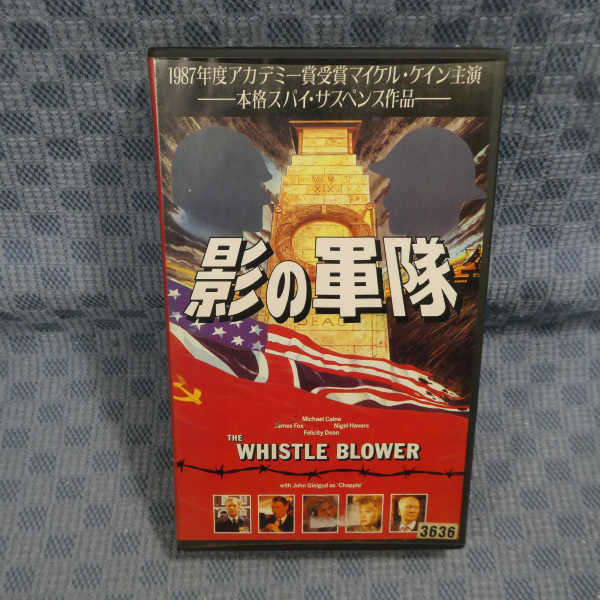 1987年度アカデミー賞受賞マイケル・ケイン主演
本格スパイ・サスペンス作品
影の軍隊
DEAD
Michael Caine
James Fox Nigel Havers
Felicity Dean
THE
WHISTLE BLOWER
with John Gielgud as 'Chapple'
3636